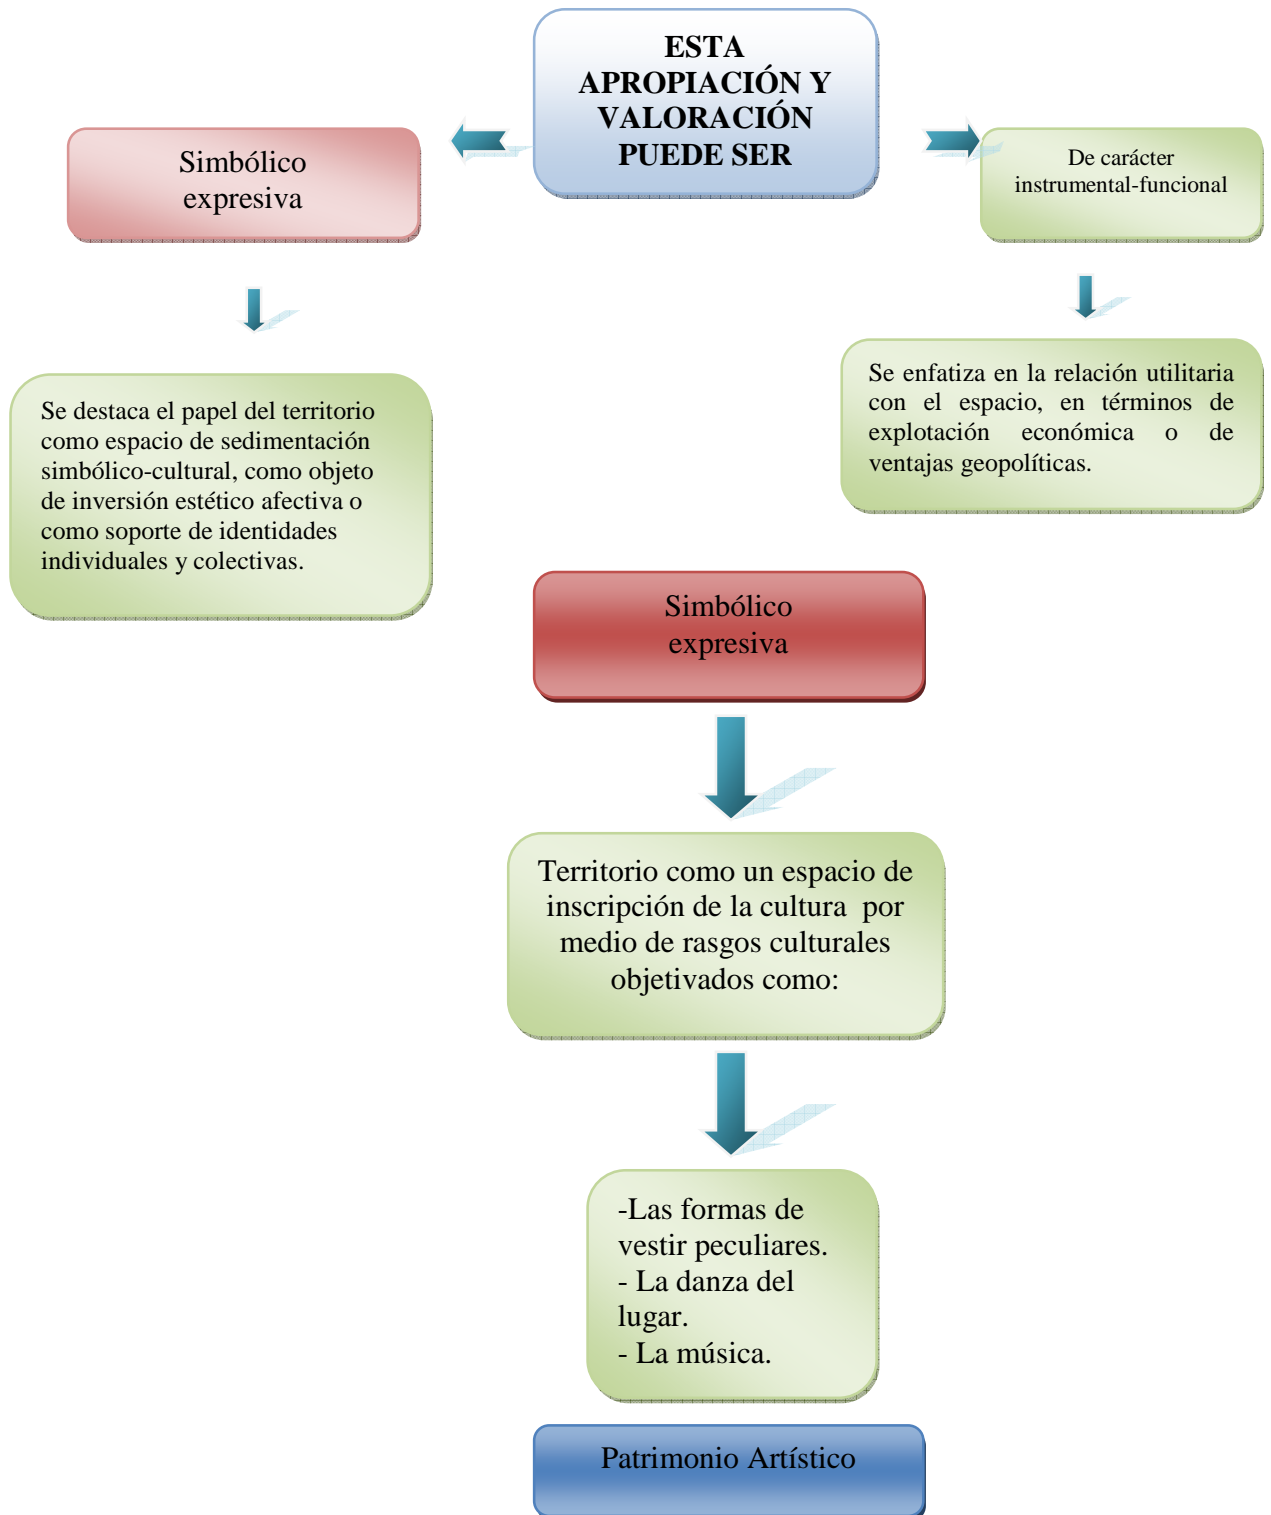 ESTA
APROPIACIÓN Y
VALORACIÓN
PUEDE SER
Simbólico
expresiva
De carácter
instrumental-funcional
Se destaca el papel del territorio
como espacio de sedimentación
simbólico-cultural, como objeto
de inversión estético afectiva o
como soporte de identidades
individuales y colectivas.
Se enfatiza en la relación utilitaria
con el espacio, en términos de
explotación económica o de
ventajas geopolíticas.
Simbólico
expresiva
Territorio como un espacio de
inscripción de la cultura por
medio de rasgos culturales
objetivados como:
-Las formas de
vestir peculiares.
- La danza del
lugar.
- La música.
Patrimonio Artístico